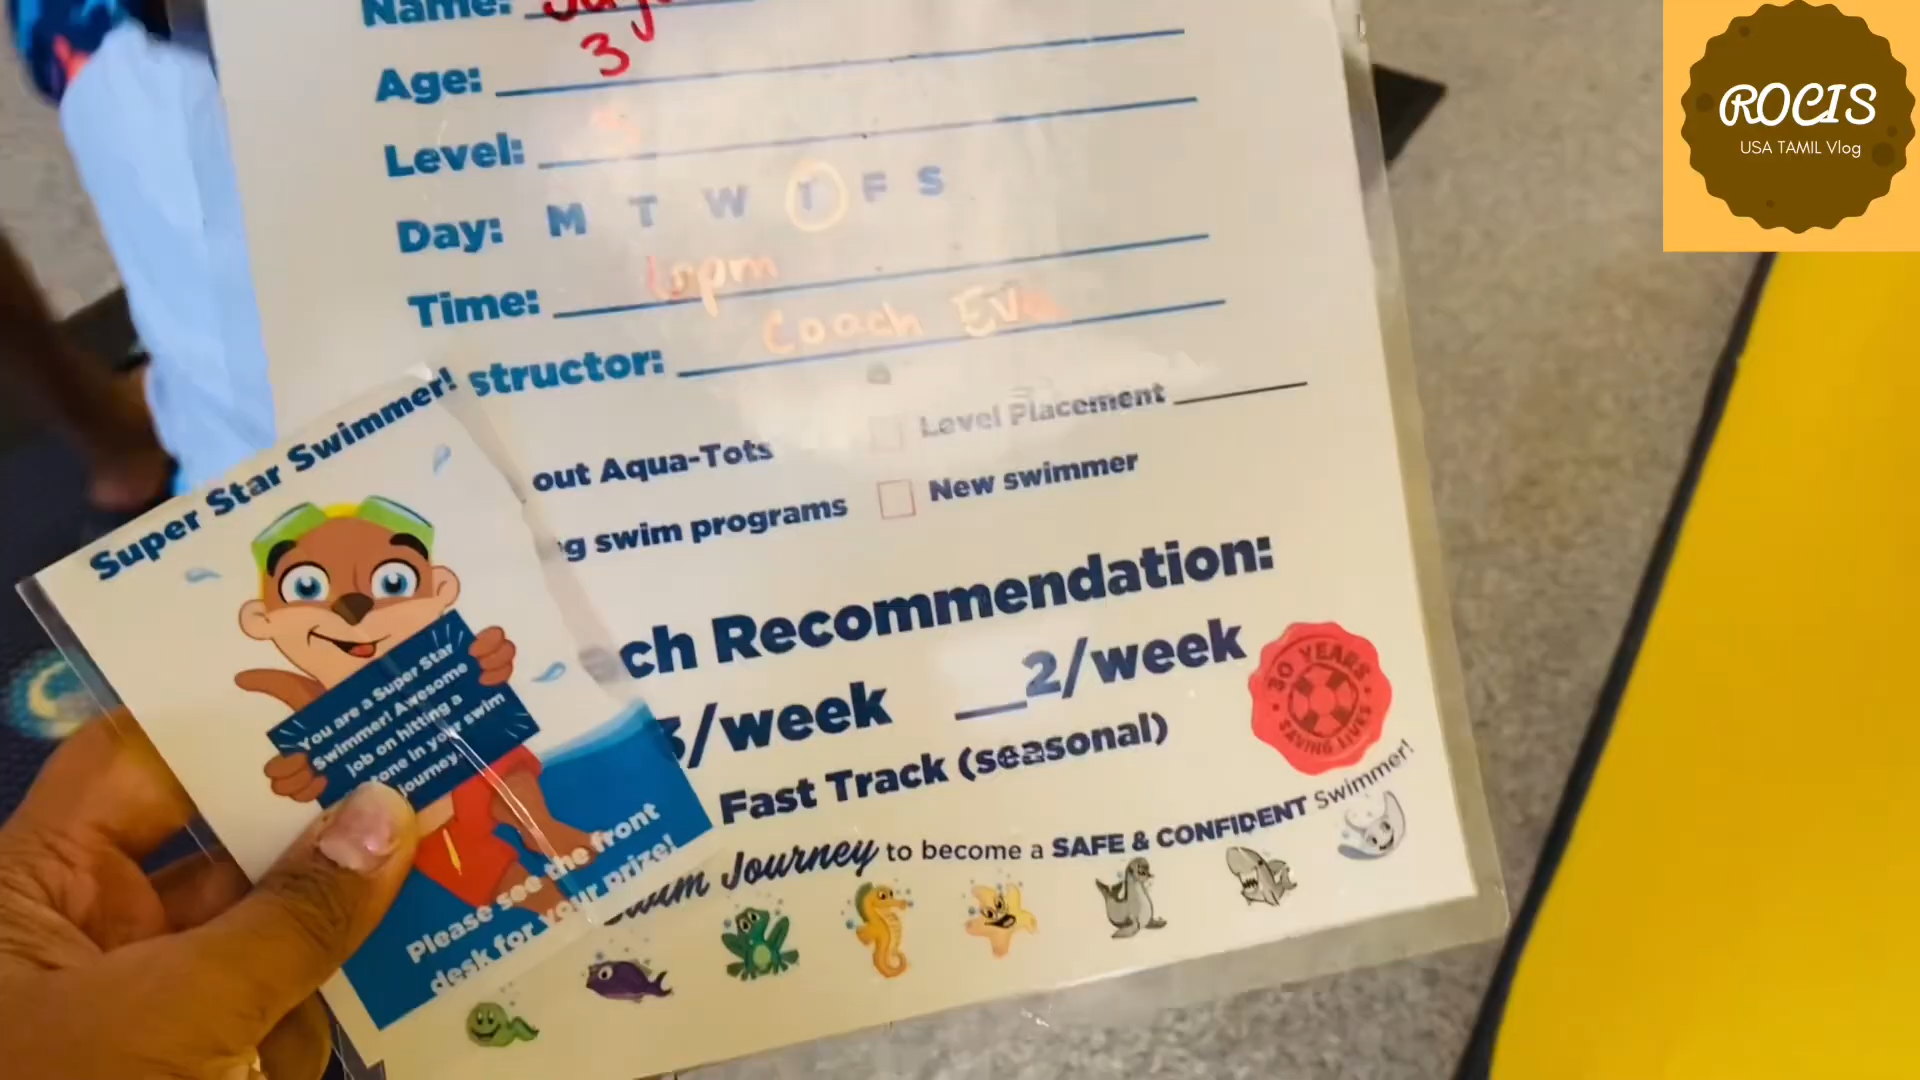 Name:
Age: 3
Level:
Day: M T W T F S
Time: 6pm
structor: Coach Eva
out Aqua-Tots
Level Placement
g swim programs
New swimmer
ch Recommendation:
/week __2/week
Fast Track (seasonal)
30 YEARS
SAVING LIVES
Journey to become a SAFE & CONFIDENT Swimmer!
Super Star Swimmer!
You are a Super Star
Swimmer! Awesome
job on hitting a
tone in your swim
journey.
Please see the front
desk for your prize!
ROCIS
USA TAMIL Vlog